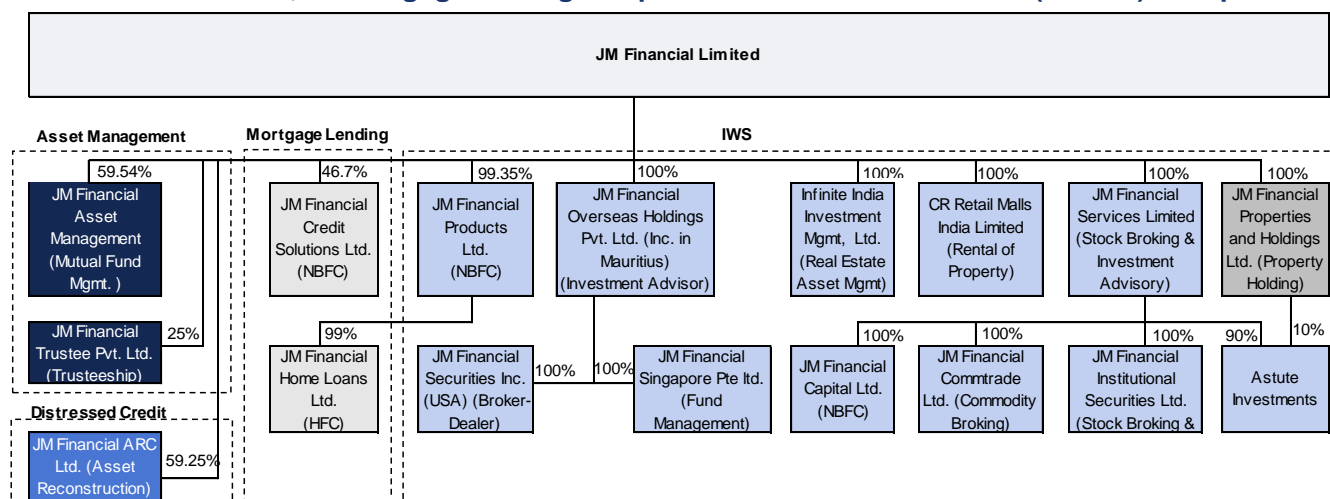 JM Financial Limited
Asset Management
Mortgage Lending
IWS
59.54%
46.7%
99.35%
100%
100%
100%
100%
100%
JM Financial
Asset
Management
(Mutual Fund
Mgmt. )
JM Financial
Credit
Solutions Ltd.
(NBFC)
JM Financial
Products
Ltd.
(NBFC)
JM Financial
Overseas Holdings
Pvt. Ltd. (Inc. in
Mauritius)
(Investment Advisor)
Infinite India
Investment
Mgmt, Ltd.
(Real Estate
Asset Mgmt)
CR Retail Malls
India Limited
(Rental of
Property)
JM Financial
Services Limited
(Stock Broking &
Investment
Advisory)
JM Financial
Properties
and Holdings
Ltd. (Property
Holding)
JM Financial
Trustee Pvt. Ltd.
(Trusteeship)
25%
99%
JM Financial
Home Loans
Ltd.
(HFC)
JM Financial
Securities Inc.
(USA) (Broker-
Dealer)
100%
100%
JM Financial
Singapore Pte ltd.
(Fund
Management)
100%
JM Financial
Capital Ltd.
(NBFC)
100%
JM Financial
Commtrade
Ltd. (Commodity
Broking)
100%
JM Financial
Institutional
Securities Ltd.
(Stock Broking &
90%
10%
Astute
Investments
Distressed Credit
JM Financial ARC
Ltd. (Asset
Reconstruction)
59.25%